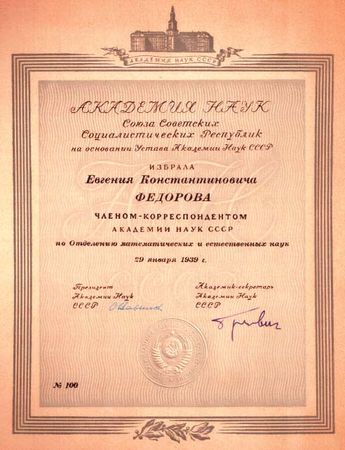 АКАДЕМИЯ НАУК СССР
АКАДЕМИЯ НАУК
Союза Советских
Социалистических Республик
на основании Устава Академии Наук СССР
ИЗБРАЛА
Евгения Константиновича
ФЕДОРОВА
ЧЛЕНОМ-КОРРЕСПОНДЕНТОМ
АКАДЕМИИ НАУК СССР
по Отделению математических и естественных наук
29 января 1939 г.
Президент
Академии Наук
СССР
Академик-секретарь
Академии Наук
СССР
№ 100